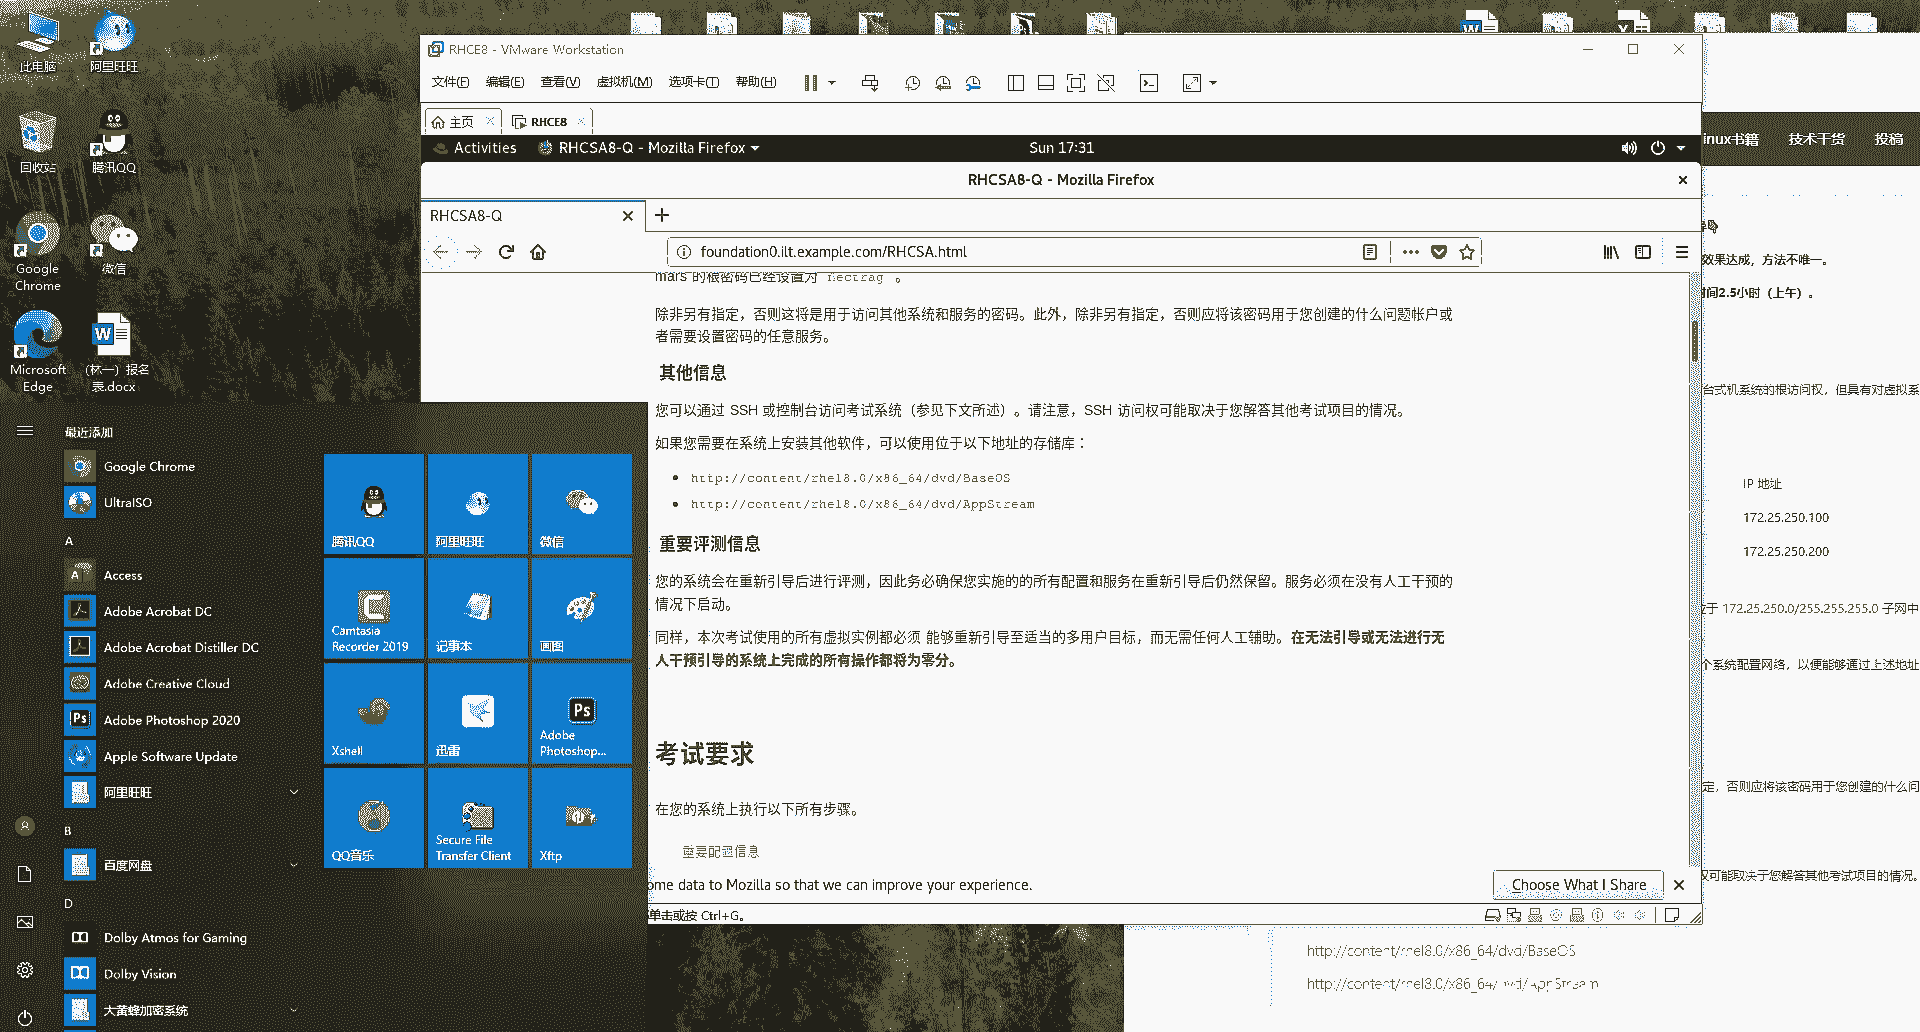 此电脑
阿里旺旺
回收站
腾讯QQ
Google Chrome
微信
Microsoft Edge
(林一) 报名表.docx
RHCE8 - VMware Workstation
文件(F) 编辑(E) 查看(V) 虚拟机(M) 选项卡(T) 帮助(H)
主页 RHCE8
Activities RHCSA8-Q - Mozilla Firefox Sun 17:31
RHCSA8-Q - Mozilla Firefox
RHCSA8-Q
foundation0.ilt.example.com/RHCSA.html
mars 的根密码已经设置为 flectrag 。
除非另有指定，否则这将是用于访问其他系统和服务的密码。此外，除非另有指定，否则应将该密码用于您创建的什么问题帐户或
者需要设置密码的任意服务。
其他信息
您可以通过 SSH 或控制台访问考试系统（参见下文所述）。请注意，SSH 访问权可能取决于您解答其他考试项目的情况。
如果您需要在系统上安装其他软件，可以使用位于以下地址的存储库：
http://content/rhel8.0/x86_64/dvd/BaseOS
http://content/rhel8.0/x86_64/dvd/AppStream
重要评测信息
您的系统会在重新引导后进行评测，因此务必确保您实施的的所有配置和服务在重新引导后仍然保留。服务必须在没有人工干预的
情况下启动。
同样，本次考试使用的所有虚拟实例都必须 能够重新引导至适当的多用户目标，而无需任何人工辅助。在无法引导或无法进行无
人干预引导的系统上完成的所有操作都将为零分。
考试要求
在您的系统上执行以下所有步骤。
重要配置信息
ome data to Mozilla so that we can improve your experience.
Choose What I Share
单击或按 Ctrl+G。
最近添加
Google Chrome
UltraISO
A
Access
Adobe Acrobat DC
Adobe Acrobat Distiller DC
Adobe Creative Cloud
Adobe Photoshop 2020
Apple Software Update
阿里旺旺
B
百度网盘
D
Dolby Atmos for Gaming
Dolby Vision
大黄蜂加密系统
腾讯QQ 阿里旺旺 微信
Camtasia Recorder 2019 记事本 画图
Xshell 迅雷 Adobe Photoshop...
QQ音乐 Secure File Transfer Client Xftp
inux书籍 技术干货 投稿
效果达成，方法不唯一。
时间2.5小时（上午）。
台式机系统的根访问权，但具有对虚拟系
IP 地址
172.25.250.100
172.25.250.200
位于 172.25.250.0/255.255.255.0 子网中
个系统配置网络，以便能够通过上述地址
定，否则应将该密码用于您创建的什么问
权可能取决于您解答其他考试项目的情况。
http://content/rhel8.0/x86_64/dvd/BaseOS
http://content/rhel8.0/x86_64/dvd/AppStream